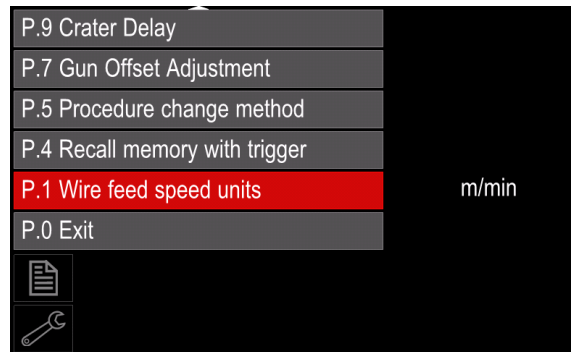 P.9 Crater Delay
P.7 Gun Offset Adjustment
P.5 Procedure change method
P.4 Recall memory with trigger
P.1 Wire feed speed units m/min
P.0 Exit